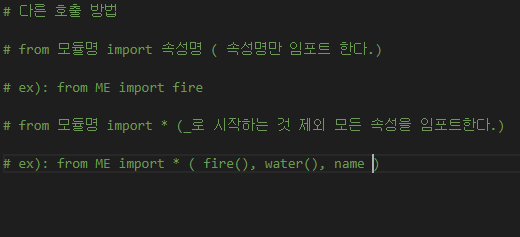 # 다른 호출 방법
# from 모듈명 import 속성명 ( 속성명만 임포트 한다.)
# ex): from ME import fire
# from 모듈명 import * (_로 시작하는 것 제외 모든 속성을 임포트한다.)
# ex): from ME import * ( fire(), water(), name )